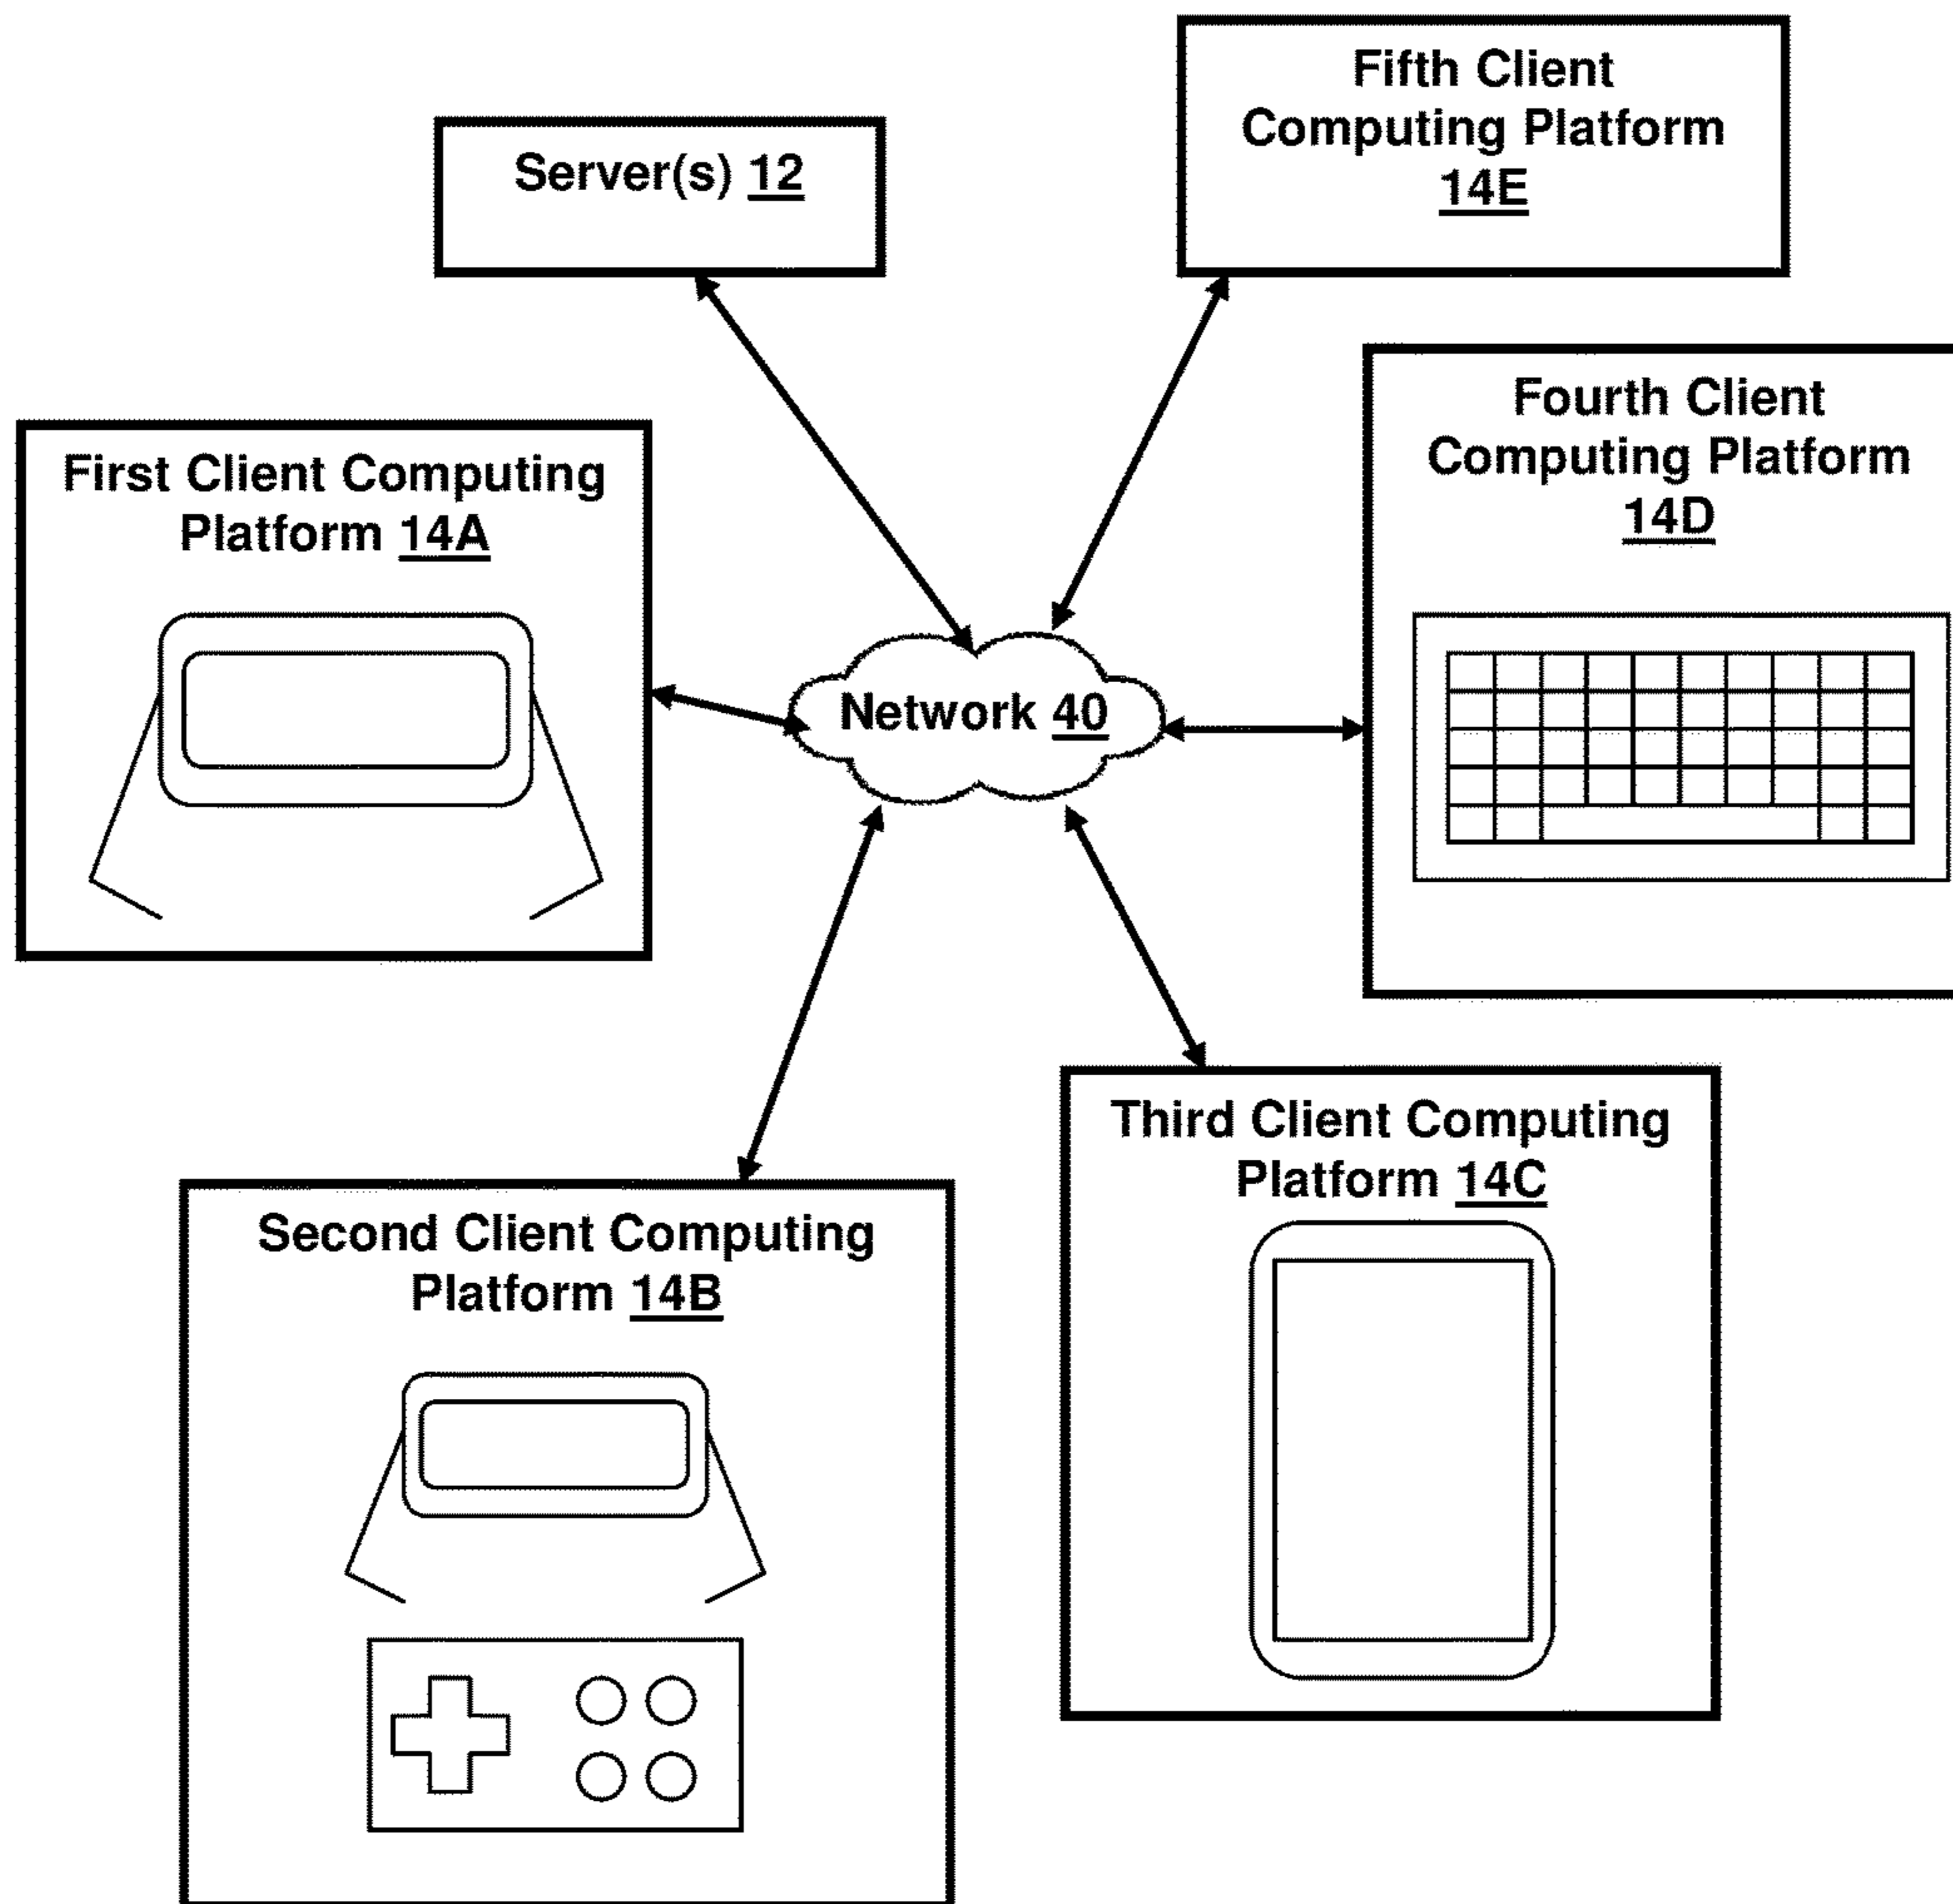 Fifth Client
Computing Platform
14E
Server(s) 12
Fourth Client
Computing Platform
14D
First Client Computing
Platform 14A
Network 40
Third Client Computing
Platform 14C
Second Client Computing
Platform 14B